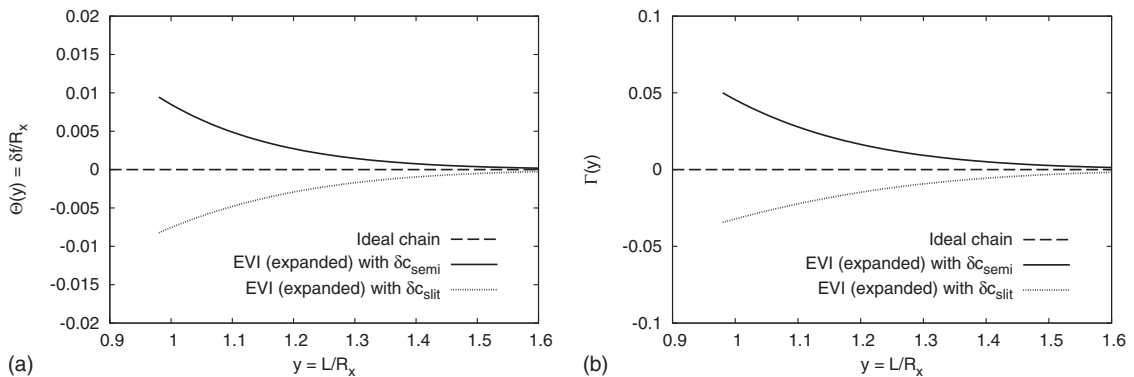 0.02
0.015
0.01
0.005
0
-0.005
-0.01
-0.015
-0.02
Θ(y) = δf/Rₓ
Ideal chain
EVI (expanded) with δc_semi
EVI (expanded) with δc_slit
0.9 1 1.1 1.2 1.3 1.4 1.5 1.6
y = L/Rₓ
(a)
0.1
0.05
0
-0.05
-0.1
Γ(y)
Ideal chain
EVI (expanded) with δc_semi
EVI (expanded) with δc_slit
0.9 1 1.1 1.2 1.3 1.4 1.5 1.6
y = L/Rₓ
(b)